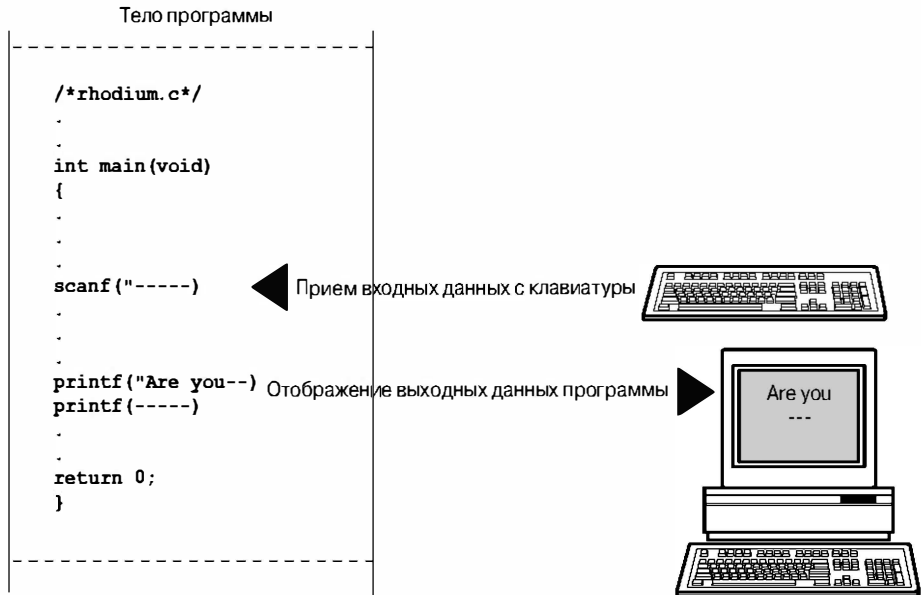 Тело программы
/*rhodium.c*/
.
.
int main(void)
{
.
.
.
scanf("-----)
Прием входных данных с клавиатуры
.
.
.
printf("Are you--)
Отображение выходных данных программы
printf(-----)
Are you
---
.
.
return 0;
}